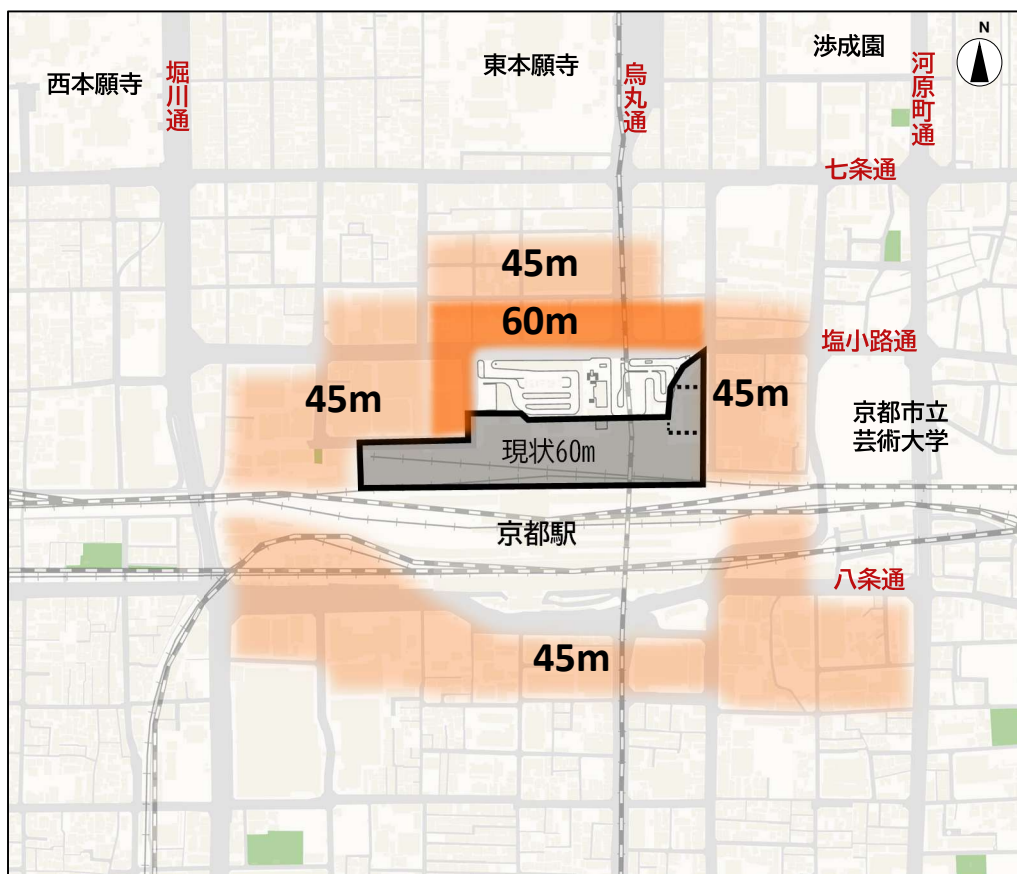 N
渉成園
西本願寺
堀川通
東本願寺
烏丸通
河原町通
七条通
45m
60m
塩小路通
45m
45m
京都市立
芸術大学
現状60m
京都駅
八条通
45m